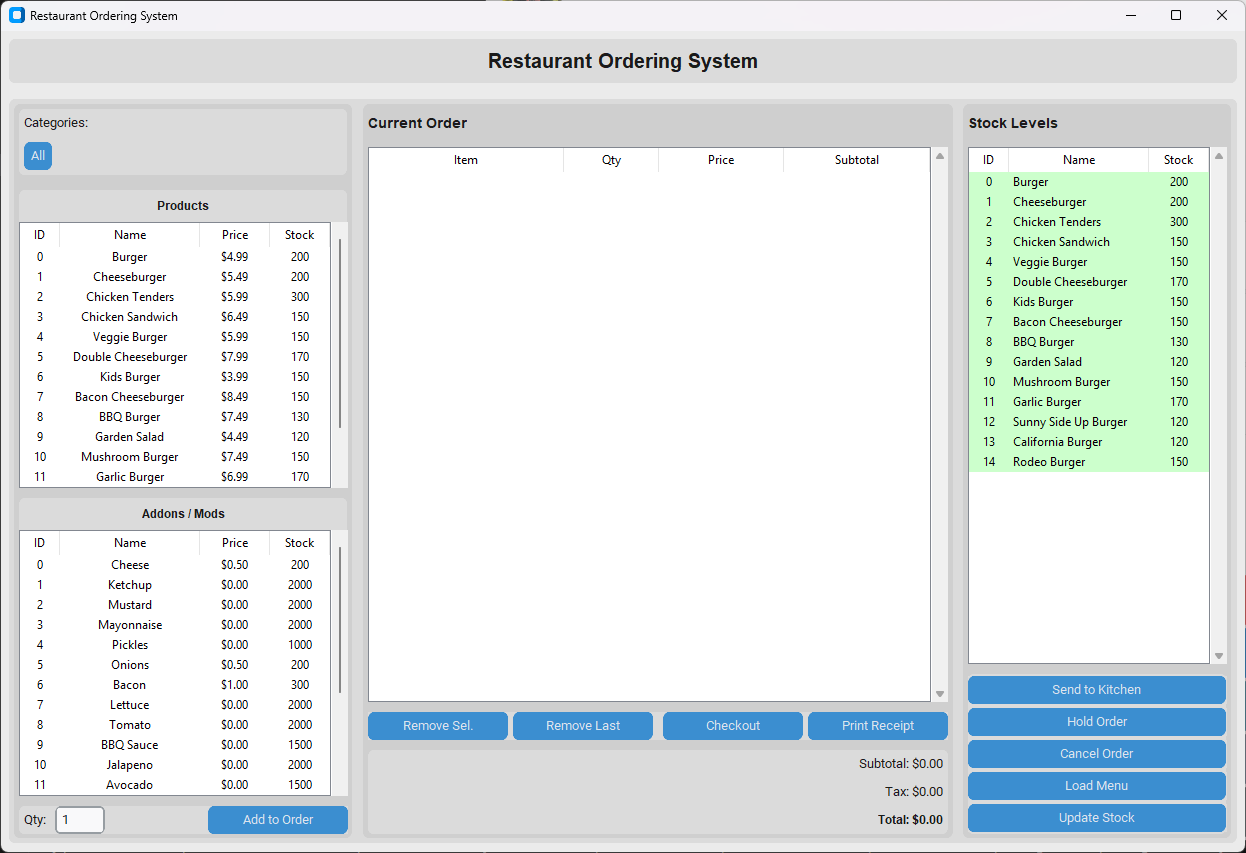 Restaurant Ordering System
Restaurant Ordering System
Categories:
All
Products
ID Name Price Stock
0 Burger $4.99 200
1 Cheeseburger $5.49 200
2 Chicken Tenders $5.99 300
3 Chicken Sandwich $6.49 150
4 Veggie Burger $5.99 150
5 Double Cheeseburger $7.99 170
6 Kids Burger $3.99 150
7 Bacon Cheeseburger $8.49 150
8 BBQ Burger $7.49 130
9 Garden Salad $4.49 120
10 Mushroom Burger $7.49 150
11 Garlic Burger $6.99 170
Addons / Mods
ID Name Price Stock
0 Cheese $0.50 200
1 Ketchup $0.00 2000
2 Mustard $0.00 2000
3 Mayonnaise $0.00 2000
4 Pickles $0.00 1000
5 Onions $0.50 200
6 Bacon $1.00 300
7 Lettuce $0.00 2000
8 Tomato $0.00 2000
9 BBQ Sauce $0.00 1500
10 Jalapeno $0.00 2000
11 Avocado $0.00 1500
Qty: 1 Add to Order
Current Order
Item Qty Price Subtotal
Remove Sel. Remove Last Checkout Print Receipt
Subtotal: $0.00
Tax: $0.00
Total: $0.00
Stock Levels
ID Name Stock
0 Burger 200
1 Cheeseburger 200
2 Chicken Tenders 300
3 Chicken Sandwich 150
4 Veggie Burger 150
5 Double Cheeseburger 170
6 Kids Burger 150
7 Bacon Cheeseburger 150
8 BBQ Burger 130
9 Garden Salad 120
10 Mushroom Burger 150
11 Garlic Burger 170
12 Sunny Side Up Burger 120
13 California Burger 120
14 Rodeo Burger 150
Send to Kitchen
Hold Order
Cancel Order
Load Menu
Update Stock